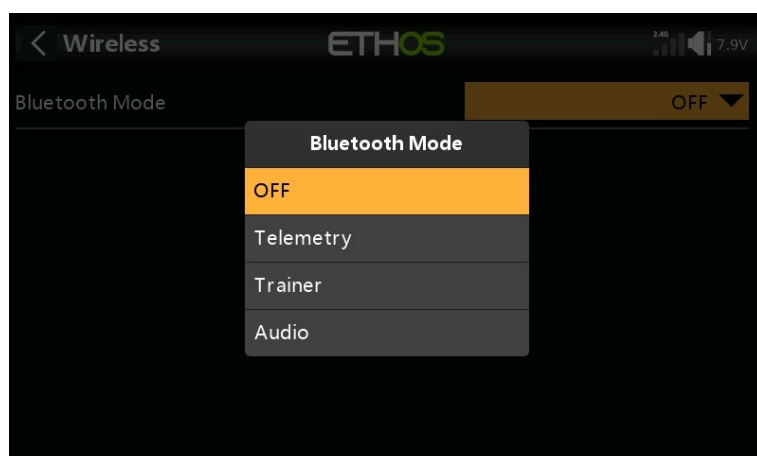 Wireless
ETHOS
2.4G
7.9V
Bluetooth Mode
OFF
Bluetooth Mode
OFF
Telemetry
Trainer
Audio